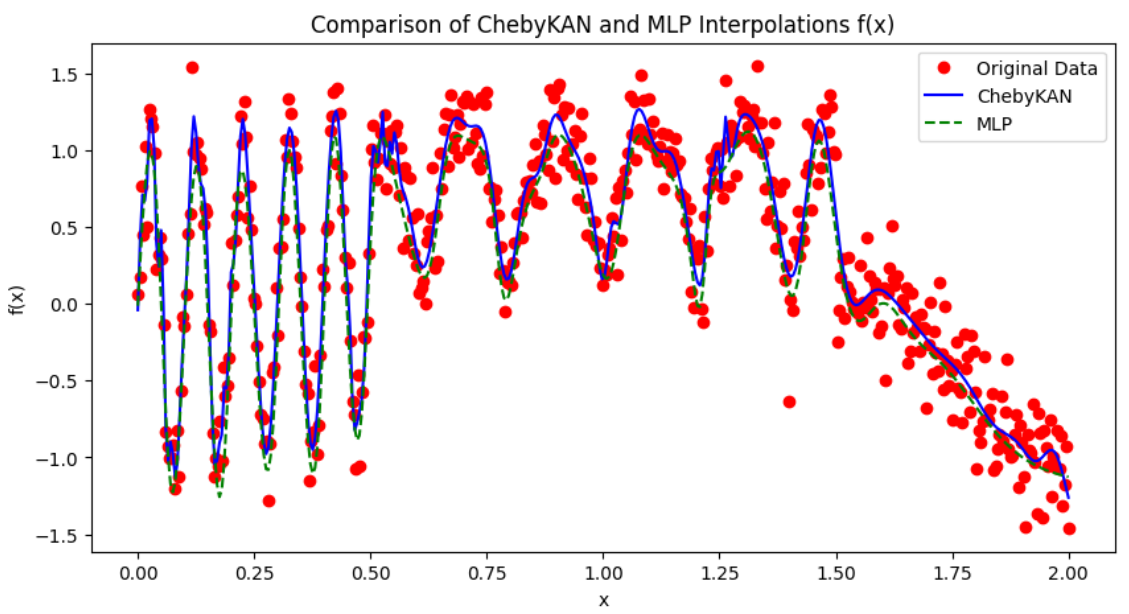 Comparison of ChebyKAN and MLP Interpolations f(x)
Original Data
ChebyKAN
MLP
f(x)
1.5
1.0
0.5
0.0
−0.5
−1.0
−1.5
0.00 0.25 0.50 0.75 1.00 1.25 1.50 1.75 2.00
x